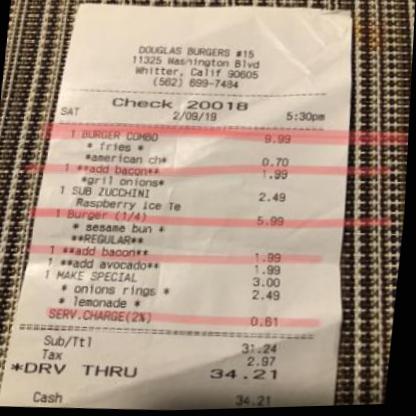 DOUGLAS BURGERS #15
11325 Washington Blvd
Whitter, Calif 90605
(562) 699-7484
Check 20018
SAT 2/09/19 5:30pm
1 BURGER COMBO 9.99
* fries *
*american ch* 0.70
1 **add bacon** 1.99
*gril onions*
1 SUB ZUCCHINI 2.49
Raspberry Ice Te
1 Burger (1/4) 5.99
* sesame bun *
**REGULAR**
1 **add bacon** 1.99
1 **add avocado** 1.99
1 MAKE SPECIAL 3.00
* onions rings * 2.49
* lemonade *
SERV.CHARGE(2%) 0.61
Sub/Ttl 31.24
Tax 2.97
*DRV THRU 34.21
Cash 34.21